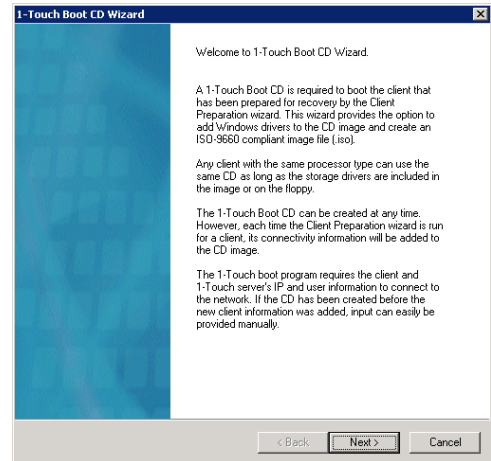 1-Touch Boot CD Wizard
Welcome to 1-Touch Boot CD Wizard.
A 1-Touch Boot CD is required to boot the client that
has been prepared for recovery by the Client
Preparation wizard. This wizard provides the option to
add Windows drivers to the CD image and create an
ISO-9660 compliant image file (.iso).
Any client with the same processor type can use the
same CD as long as the storage drivers are included in
the image or on the floppy.
The 1-Touch Boot CD can be created at any time.
However, each time the Client Preparation wizard is run
for a client, its connectivity information will be added to
the CD image.
The 1-Touch boot program requires the client and
1-Touch server's IP and user information to connect to
the network. If the CD has been created before the
new client information was added, input can easily be
provided manually.
< Back Next > Cancel